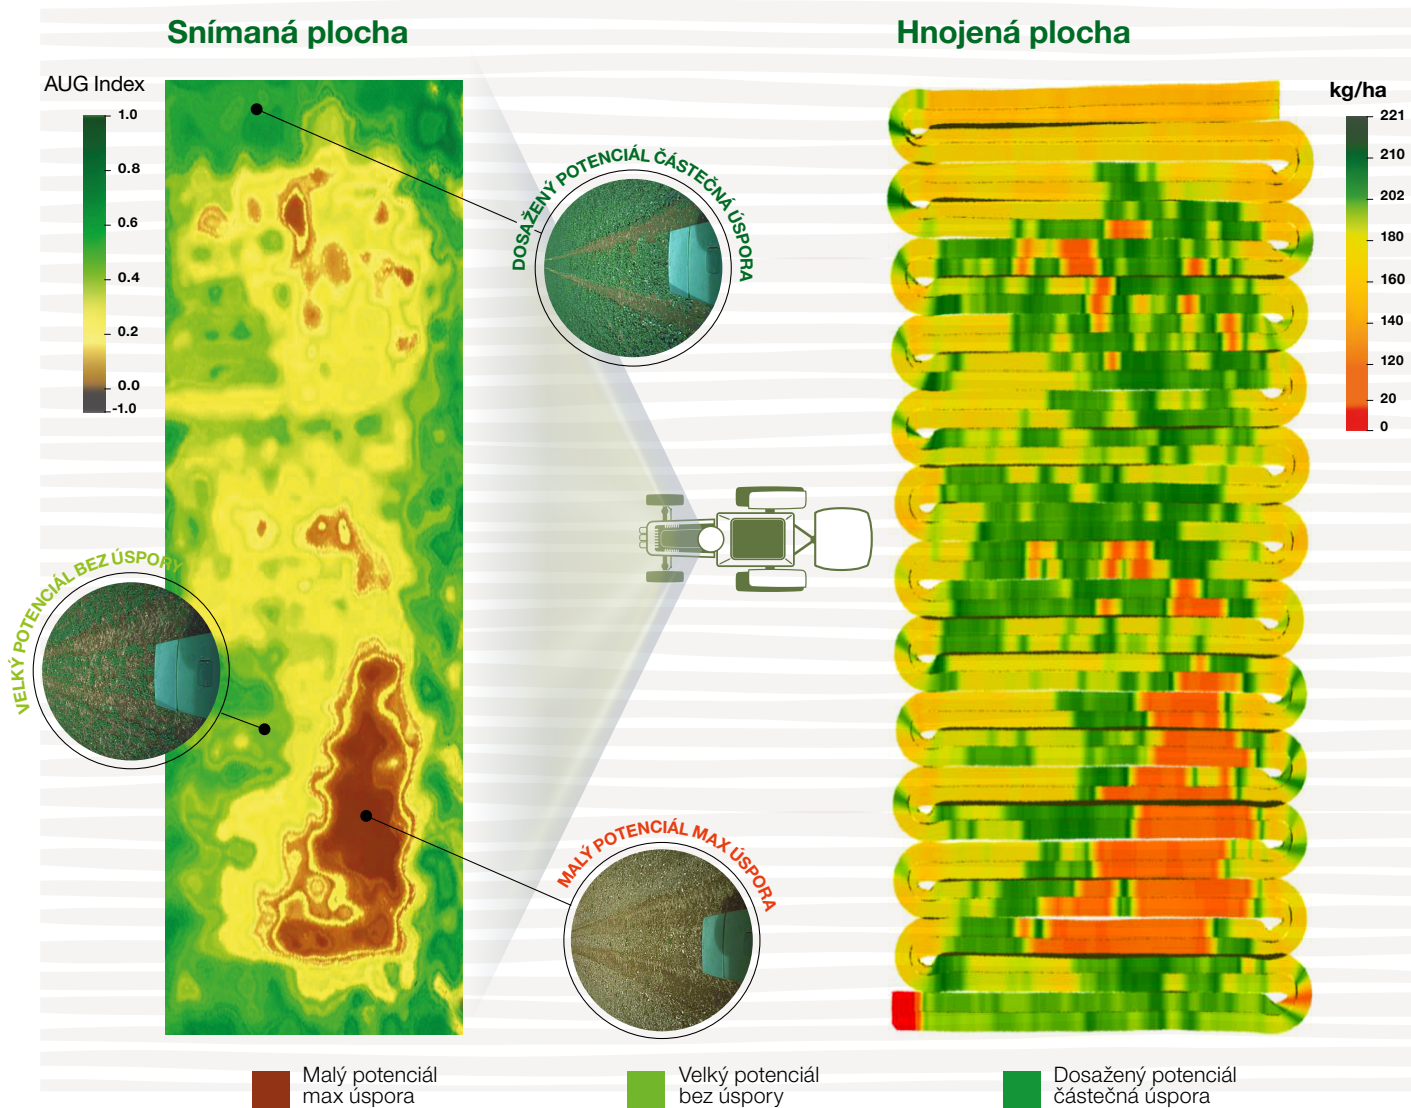 Snímaná plocha
Hnojená plocha
AUG Index
1.0
0.8
0.6
0.4
0.2
0.0
-1.0
kg/ha
221
210
202
180
160
140
120
20
0
DOSAŽENÝ POTENCIÁL ČÁSTEČNÁ ÚSPORA
VELKÝ POTENCIÁL BEZ ÚSPORY
MALÝ POTENCIÁL MAX ÚSPORA
Malý potenciál
max úspora
Velký potenciál
bez úspory
Dosažený potenciál
částečná úspora